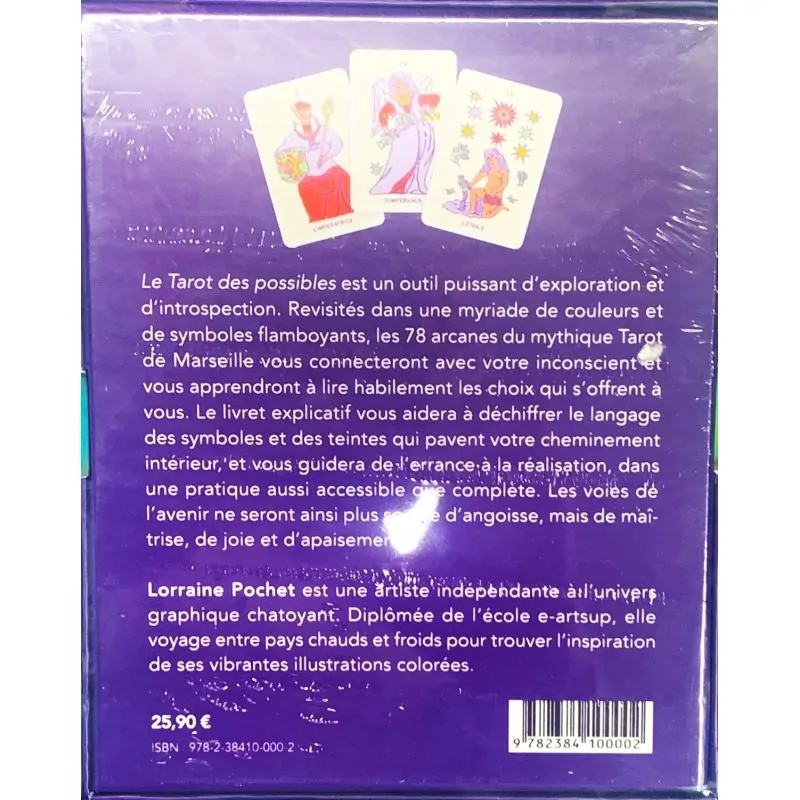 TEMPÉRANCE
L'ÉTOILE
Le Tarot des possibles est un outil puissant d'exploration et
d'introspection. Revisités dans une myriade de couleurs et
de symboles flamboyants, les 78 arcanes du mythique Tarot
de Marseille vous connecteront avec votre inconscient et
vous apprendront à lire habilement les choix qui s'offrent à
vous. Le livret explicatif vous aidera à déchiffrer le langage
des symboles et des teintes qui pavent votre cheminement
intérieur, et vous guidera de l'errance à la réalisation, dans
une pratique aussi accessible que complète. Les voies de
l'avenir ne seront ainsi plus d'angoisse, mais de maî-
trise, de joie et
Lorraine Pochet est une artiste indépendante à l'univers
graphique chatoyant. Diplômée de l'école e-artsup, elle
voyage entre pays chauds et froids pour trouver l'inspiration
de ses vibrantes illustrations colorées.
25,90 €
ISBN 978-2-38410-000-2
9 782384 100002